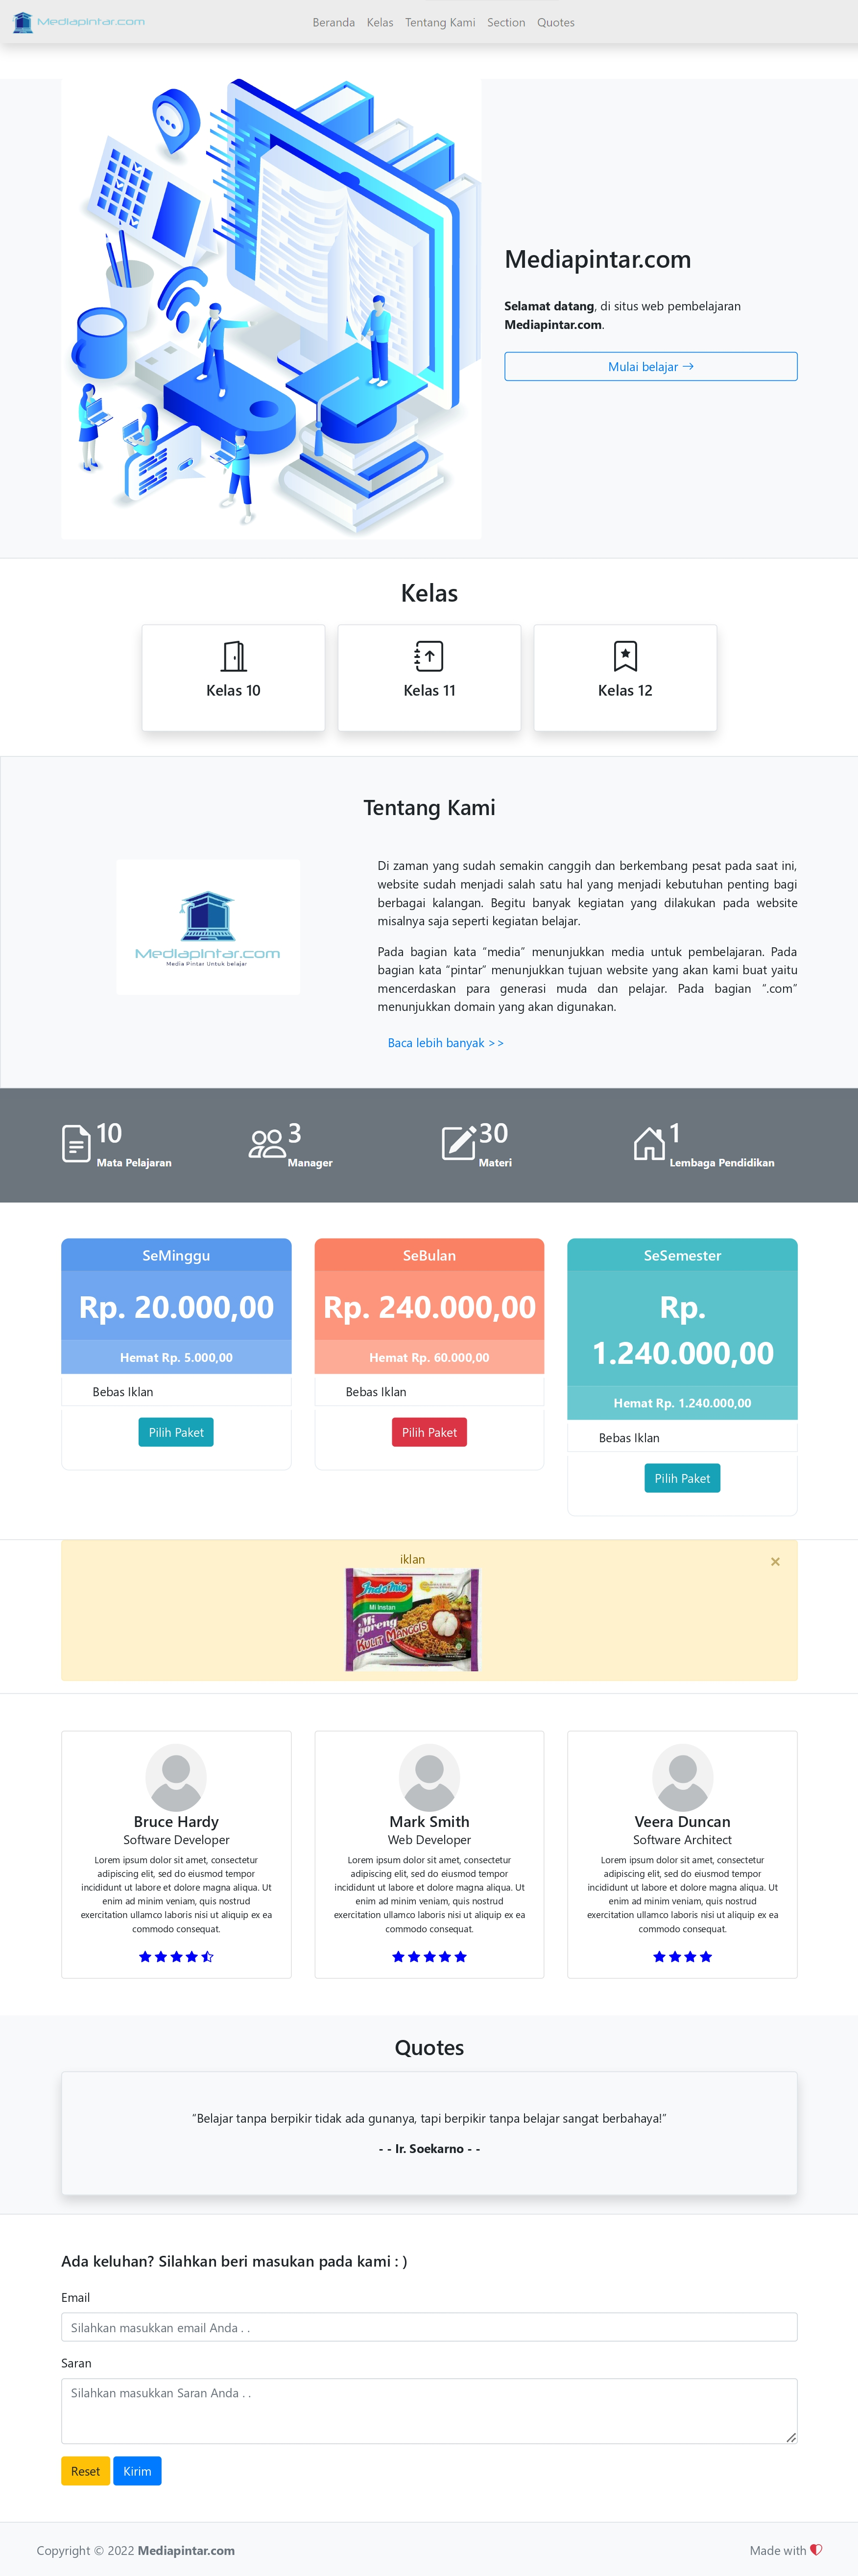 Mediapintar.com
Beranda Kelas Tentang Kami Section Quotes
Mediapintar.com
Selamat datang, di situs web pembelajaran
Mediapintar.com.
Mulai belajar →
Kelas
Kelas 10
Kelas 11
Kelas 12
Tentang Kami
Mediapintar.com
Media Pintar Untuk belajar
Di zaman yang sudah semakin canggih dan berkembang pesat pada saat ini,
website sudah menjadi salah satu hal yang menjadi kebutuhan penting bagi
berbagai kalangan. Begitu banyak kegiatan yang dilakukan pada website
misalnya saja seperti kegiatan belajar.
Pada bagian kata “media” menunjukkan media untuk pembelajaran. Pada
bagian kata “pintar” menunjukkan tujuan website yang akan kami buat yaitu
mencerdaskan para generasi muda dan pelajar. Pada bagian “.com”
menunjukkan domain yang akan digunakan.
Baca lebih banyak >>
10
Mata Pelajaran
3
Manager
30
Materi
1
Lembaga Pendidikan
SeMinggu
Rp. 20.000,00
Hemat Rp. 5.000,00
Bebas Iklan
Pilih Paket
SeBulan
Rp. 240.000,00
Hemat Rp. 60.000,00
Bebas Iklan
Pilih Paket
SeSemester
Rp.
1.240.000,00
Hemat Rp. 1.240.000,00
Bebas Iklan
Pilih Paket
iklan
×
Indomie
Mi Instan
Mi
goreng
KULIT MANGGIS
Bruce Hardy
Software Developer
Lorem ipsum dolor sit amet, consectetur
adipiscing elit, sed do eiusmod tempor
incididunt ut labore et dolore magna aliqua. Ut
enim ad minim veniam, quis nostrud
exercitation ullamco laboris nisi ut aliquip ex ea
commodo consequat.
Mark Smith
Web Developer
Lorem ipsum dolor sit amet, consectetur
adipiscing elit, sed do eiusmod tempor
incididunt ut labore et dolore magna aliqua. Ut
enim ad minim veniam, quis nostrud
exercitation ullamco laboris nisi ut aliquip ex ea
commodo consequat.
Veera Duncan
Software Architect
Lorem ipsum dolor sit amet, consectetur
adipiscing elit, sed do eiusmod tempor
incididunt ut labore et dolore magna aliqua. Ut
enim ad minim veniam, quis nostrud
exercitation ullamco laboris nisi ut aliquip ex ea
commodo consequat.
Quotes
“Belajar tanpa berpikir tidak ada gunanya, tapi berpikir tanpa belajar sangat berbahaya!”
- - Ir. Soekarno - -
Ada keluhan? Silahkan beri masukan pada kami : )
Email
Silahkan masukkan email Anda . .
Saran
Silahkan masukkan Saran Anda . .
Reset Kirim
Copyright © 2022 Mediapintar.com
Made with